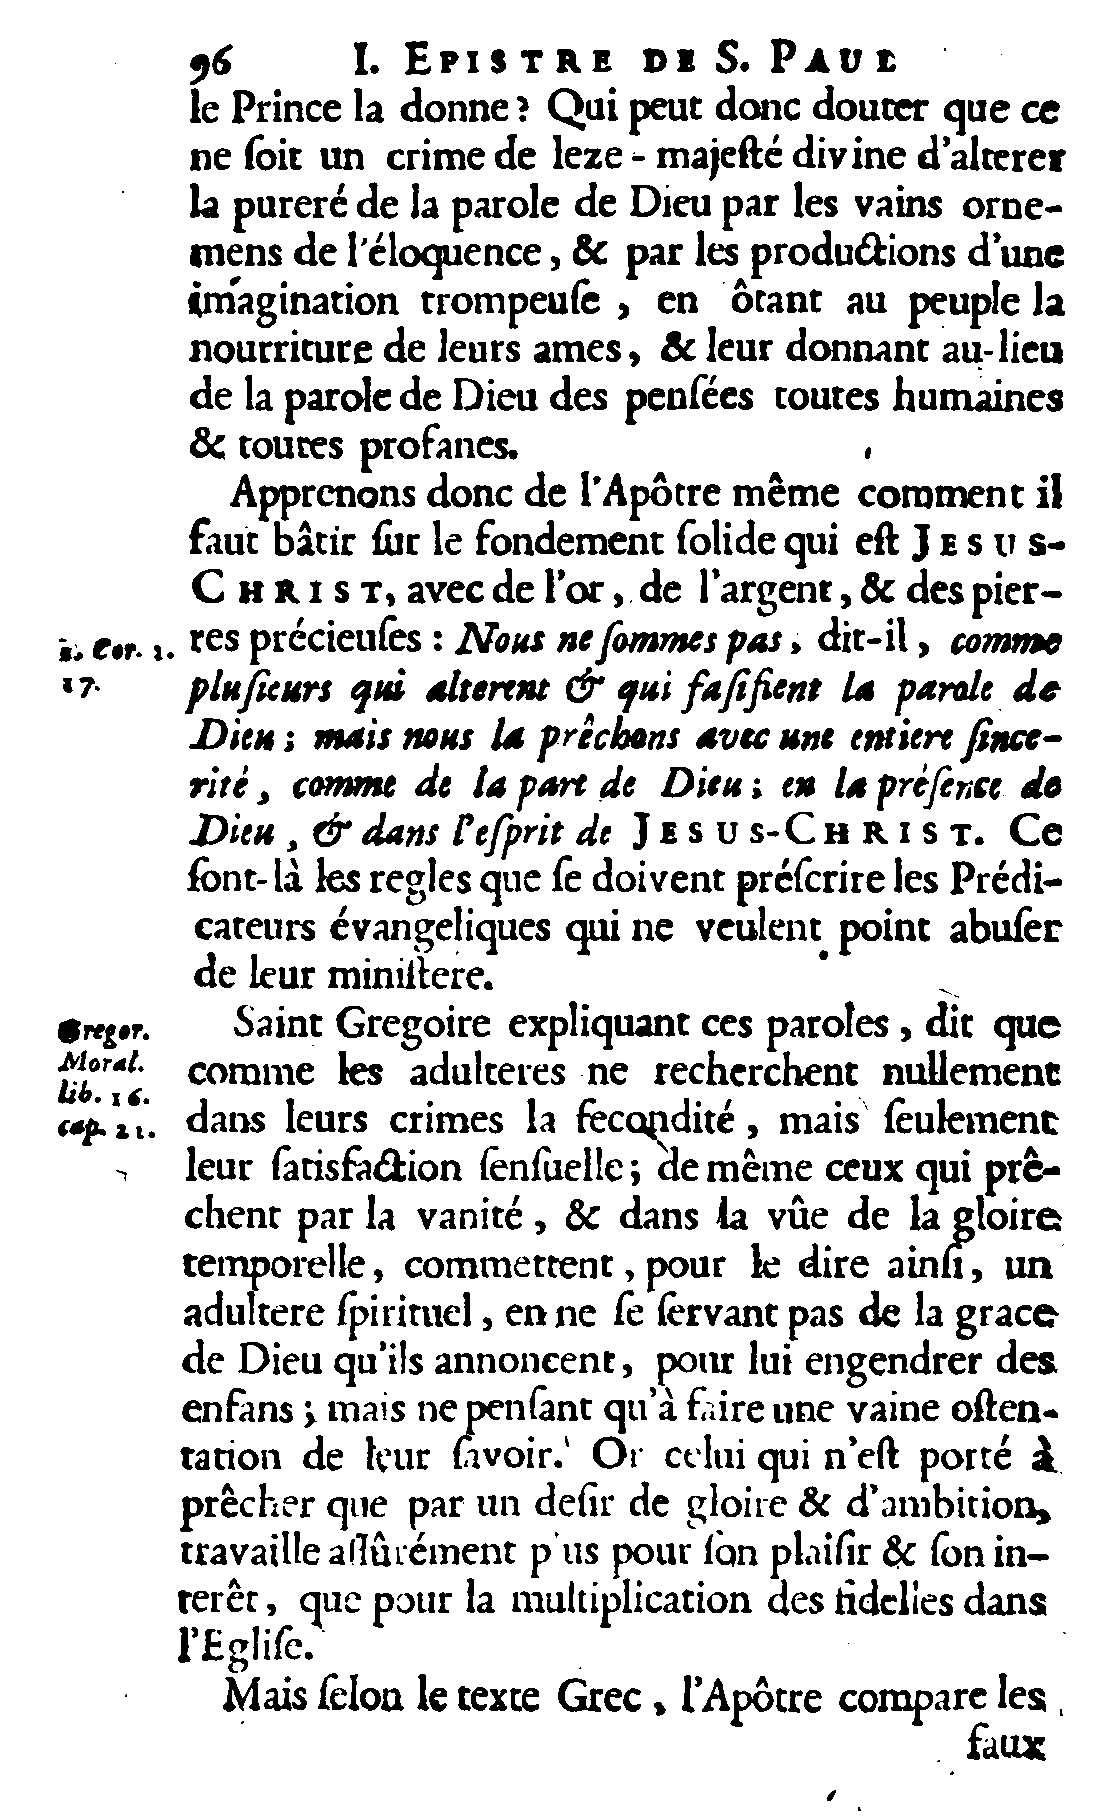 96 I. EPISTRE DE S. PAUL
le Prince la donne? Qui peut donc douter que ce
ne ſoit un crime de leze-majeſté divine d'alterer
la pureté de la parole de Dieu par les vains orne-
mens de l'éloquence, & par les productions d'une
imagination trompeuſe, en ôtant au peuple la
nourriture de leurs ames, & leur donnant au-lieu
de la parole de Dieu des penſées toutes humaines
& toutes profanes.
Apprenons donc de l'Apôtre même comment il
faut bâtir ſur le fondement ſolide qui eſt JESUS-
CHRIST, avec de l'or, de l'argent, & des pier-
2. Cor. 2. res précieuſes : Nous ne ſommes pas, dit-il, comme
17. pluſieurs qui alterent & qui faſifient la parole de
Dieu ; mais nous la prêchons avec une entiere ſince-
rité, comme de la part de Dieu ; en la préſence de
Dieu, & dans l'eſprit de JESUS-CHRIST. Ce
ſont-là les regles que ſe doivent préſcrire les Prédi-
cateurs évangeliques qui ne veulent point abuſer
de leur miniſtere.
Gregor. Saint Gregoire expliquant ces paroles, dit que
Moral. comme les adulteres ne recherchent nullement
lib. 16. dans leurs crimes la fecondité, mais ſeulement
cap. 21. leur ſatisfaction ſenſuelle ; de même ceux qui prê-
chent par la vanité, & dans la vûe de la gloire
temporelle, commettent, pour le dire ainſi, un
adultere ſpirituel, en ne ſe ſervant pas de la grace
de Dieu qu'ils annoncent, pour lui engendrer des
enfans ; mais ne penſant qu'à faire une vaine oſten-
tation de leur ſavoir. Or celui qui n'eſt porté à
prêcher que par un deſir de gloire & d'ambition,
travaille aſſûrément plus pour ſon plaiſir & ſon in-
terêt, que pour la multiplication des fidelles dans
l'Egliſe.
Mais ſelon le texte Grec, l'Apôtre compare les
faux